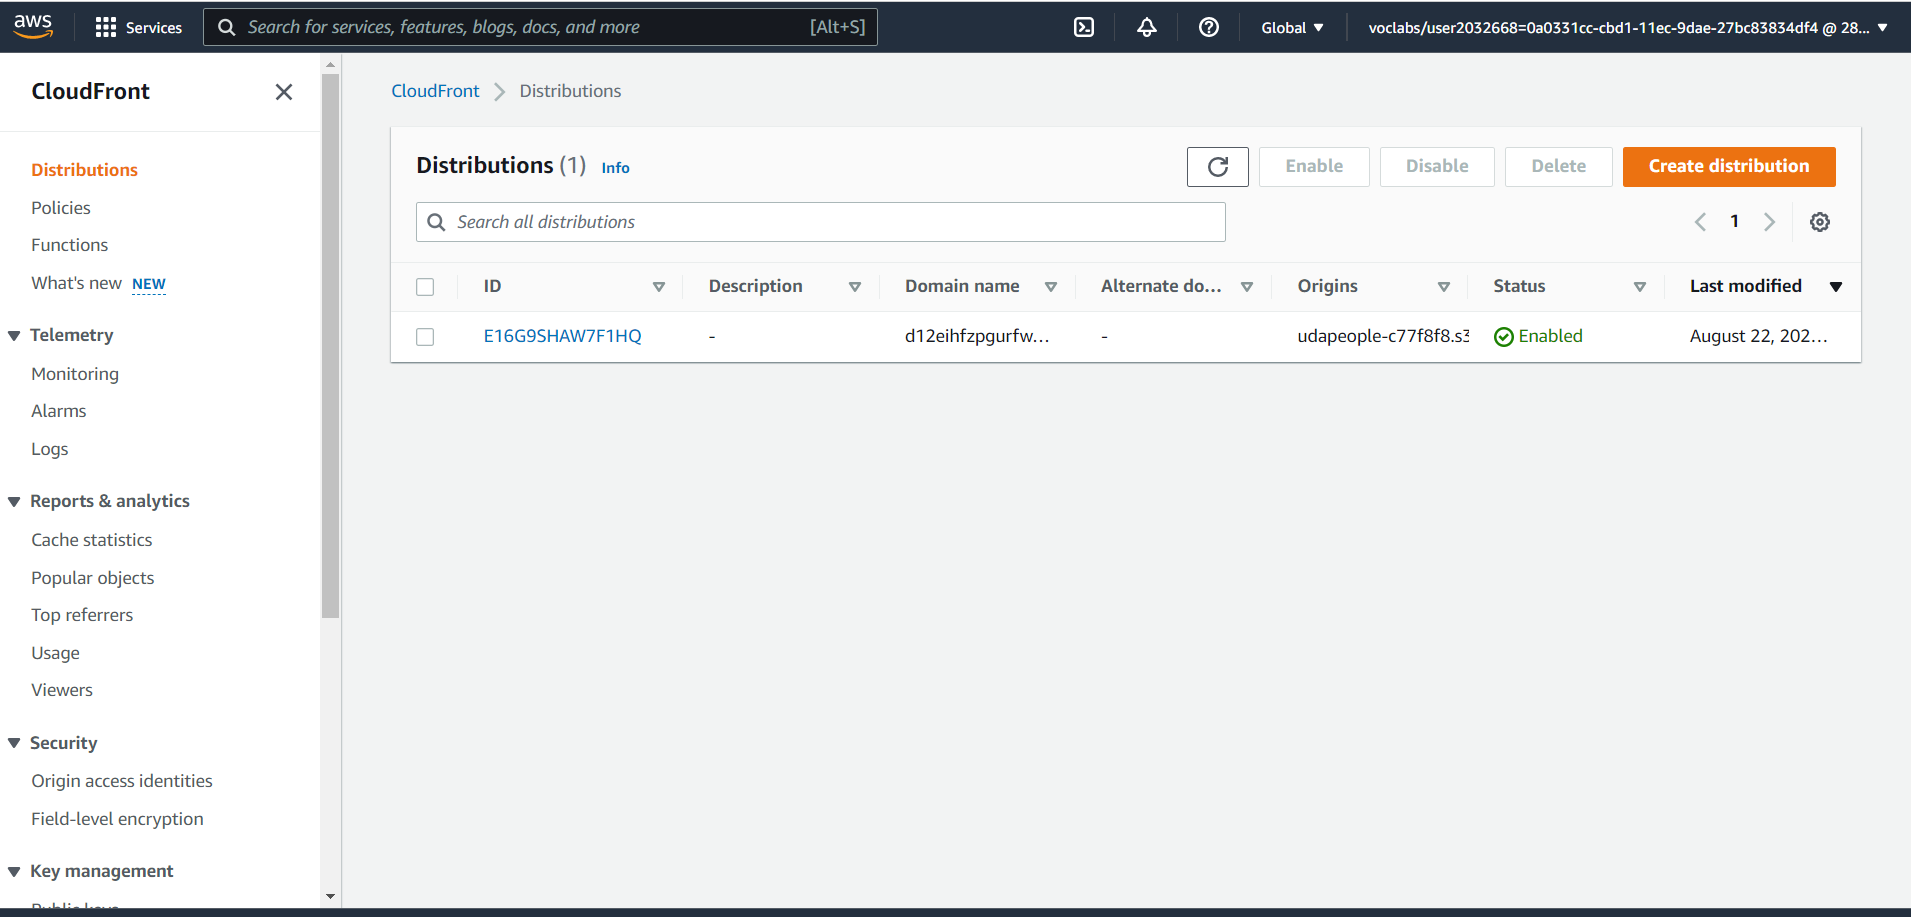 aws
Services
Search for services, features, blogs, docs, and more
[Alt+S]
Global
voclabs/user2032668=0a0331cc-cbd1-11ec-9dae-27bc83834df4 @ 28...
CloudFront
Distributions
Policies
Functions
What's new NEW
Telemetry
Monitoring
Alarms
Logs
Reports & analytics
Cache statistics
Popular objects
Top referrers
Usage
Viewers
Security
Origin access identities
Field-level encryption
Key management
Public keys
CloudFront
Distributions
Distributions (1) Info
Enable
Disable
Delete
Create distribution
Search all distributions
1
ID Description Domain name Alternate do... Origins Status Last modified
E16G9SHAW7F1HQ - d12eihfzpgurfw... - udapeople-c77f8f8.s3 Enabled August 22, 202...